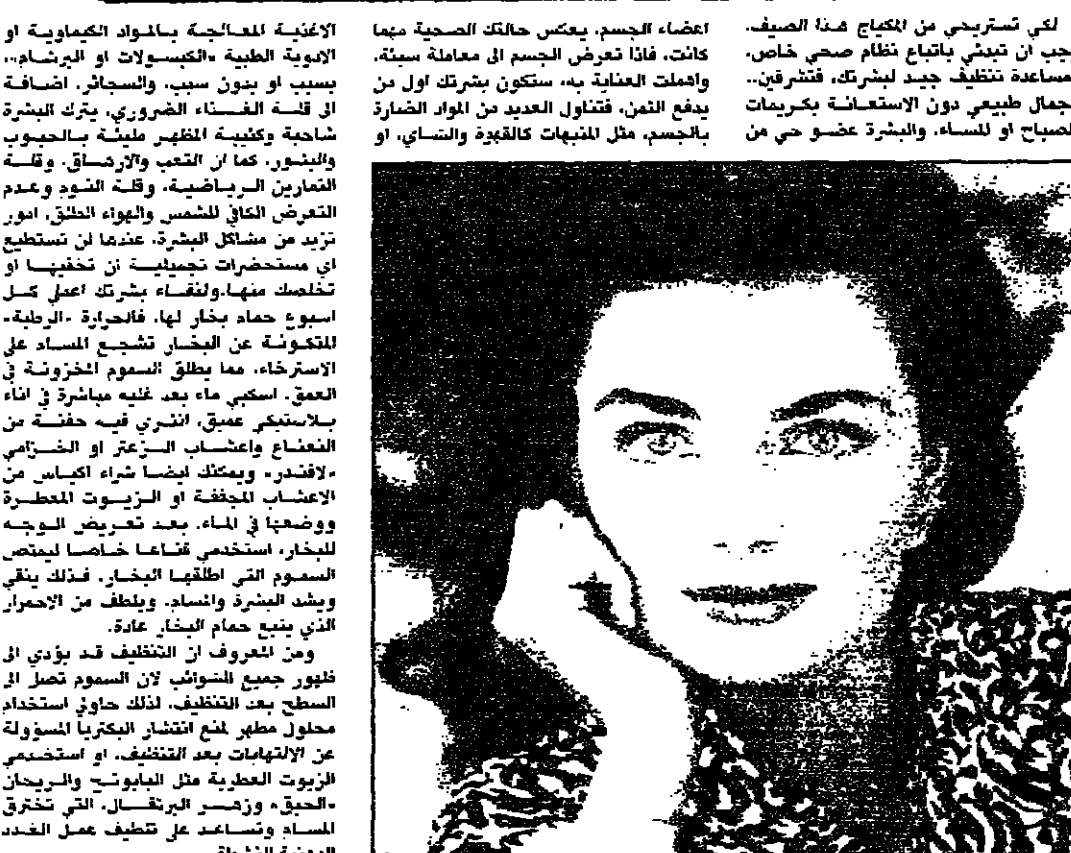 لكي تستريحي من المكياج هذا الصيف،
يجب ان تبدئي باتباع نظام صحي خاص،
بمساعدة تنظيف جيد لبشرتك، فتشرقين..
بجمال طبيعي دون الاستعانة بكريمات
الصباح او المساء. والبشرة عضو حي من
اعضاء الجسم، يعكس حالتك الصحية مهما
كانت، فاذا تعرض الجسم الى معاملة سيئة،
واهملت العناية به، ستكون بشرتك اول من
يدفع الثمن، فتناول العديد من المواد الضارة
بالجسم، مثل المنبهات كالقهوة والشاي، او
الاغذية المعالجة بالمواد الكيماوية او
الادوية الطبية «الكبسولات او البرشام»،
بسبب او بدون سبب، والسجائر، اضافة
الى قلة الغذاء الضروري، يترك البشرة
شاحبة وكئيبة المظهر مليئة بالحبوب
والبثور، كما ان التعب والارهاق، وقلة
التمارين الرياضية، وقلة النوم وعدم
التعرض الكافي للشمس والهواء الطلق، امور
تزيد من مشاكل البشرة، عندها لن تستطيع
اي مستحضرات تجميلية ان تخفيها او
تخلصك منها. ولنقاء بشرتك اعملي كل
اسبوع حمام بخار لها، فالحرارة «الرطبة»
المتكونة عن البخار تشجع المسام على
الاسترخاء، مما يطلق السموم المخزونة في
العمق، اسكبي ماء بعد غليه مباشرة في اناء
بلاستيكي عميق، انثري فيه حفنة من
النعناع واعشاب الزعتر او الخزامي
«لافندر» ويمكنك ايضا شراء اكياس من
الاعشاب المجففة او الزيوت المعطرة
ووضعها في الماء، بعد تعريض الوجه
للبخار، استخدمي قناعا خاصا ليمتص
السموم التي اطلقها البخار، فذلك ينقي
ويشد البشرة والمسام، ويلطف من الاحمرار
الذي يتبع حمام البخار عادة.
ومن المعروف ان التنظيف قد يؤدي الى
ظهور جميع الشوائب لان السموم تصل الى
السطح بعد التنظيف، لذلك حاولي استخدام
محلول مطهر لمنع انتشار البكتريا المسؤولة
عن الالتهابات بعد التنظيف، او استخدمي
الزيوت العطرية مثل البابونج والريحان
«الحبق» وزهر البرتقال، التي تخترق
المسام وتساعد على تنظيف عمل الغدد